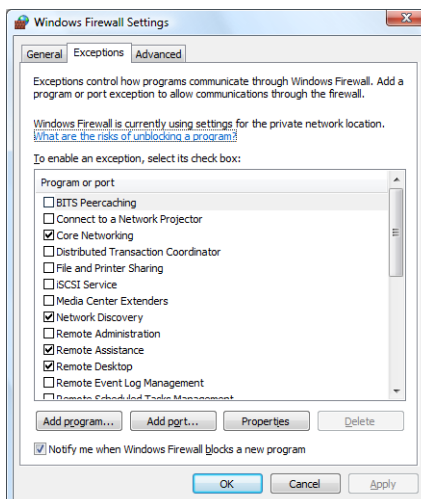 Windows Firewall Settings
General Exceptions Advanced
Exceptions control how programs communicate through Windows Firewall. Add a
program or port exception to allow communications through the firewall.
Windows Firewall is currently using settings for the private network location.
What are the risks of unblocking a program?
To enable an exception, select its check box:
Program or port
BITS Peercaching
Connect to a Network Projector
Core Networking
Distributed Transaction Coordinator
File and Printer Sharing
iSCSI Service
Media Center Extenders
Network Discovery
Remote Administration
Remote Assistance
Remote Desktop
Remote Event Log Management
Remote Scheduled Tasks Management
Add program... Add port... Properties Delete
Notify me when Windows Firewall blocks a new program
OK Cancel Apply